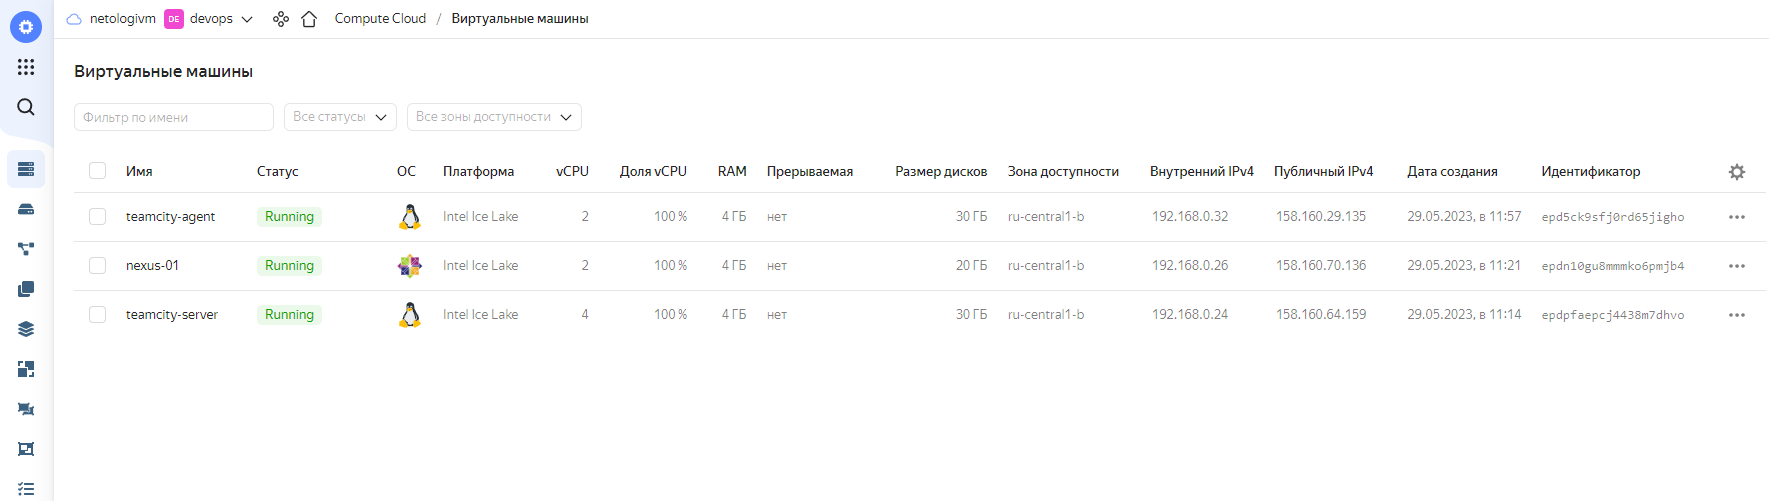 netologivm DE devops Compute Cloud / Виртуальные машины
Виртуальные машины
Фильтр по имени Все статусы Все зоны доступности
Имя Статус ОС Платформа vCPU Доля vCPU RAM Прерываемая Размер дисков Зона доступности Внутренний IPv4 Публичный IPv4 Дата создания Идентификатор
teamcity-agent Running Intel Ice Lake 2 100 % 4 ГБ нет 30 ГБ ru-central1-b 192.168.0.32 158.160.29.135 29.05.2023, в 11:57 epd5ck9sfj0rd65jigho
nexus-01 Running Intel Ice Lake 2 100 % 4 ГБ нет 20 ГБ ru-central1-b 192.168.0.26 158.160.70.136 29.05.2023, в 11:21 epdn10gu8mmmko6pmjb4
teamcity-server Running Intel Ice Lake 4 100 % 4 ГБ нет 30 ГБ ru-central1-b 192.168.0.24 158.160.64.159 29.05.2023, в 11:14 epdpfaepcj4438m7dhvo